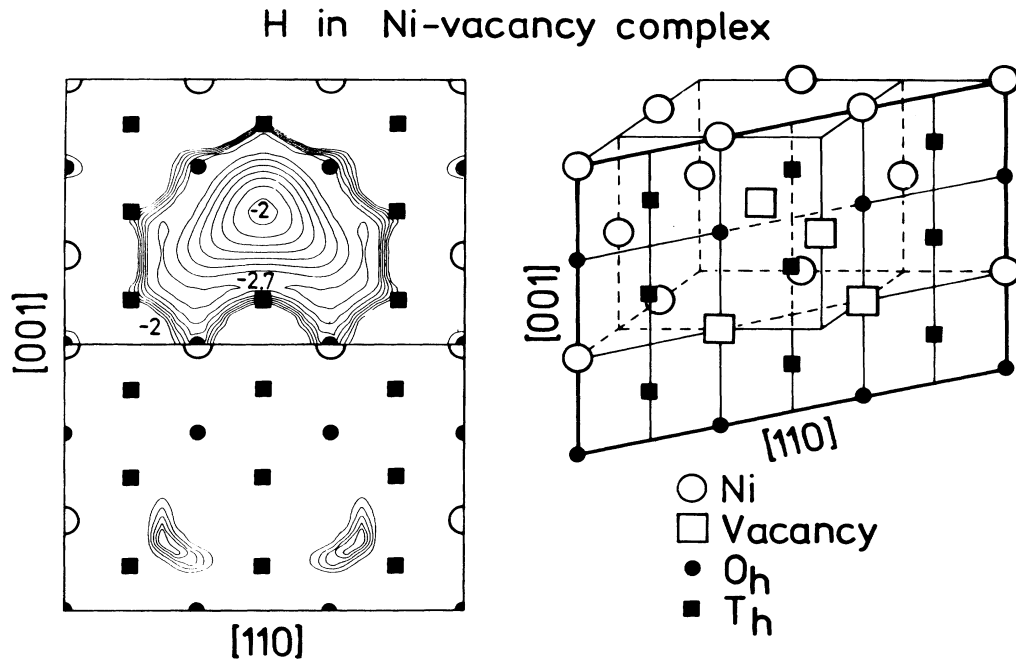 H in Ni-vacancy complex
-2
-2.7
-2
[001]
[110]
[001]
[110]
Ni
Vacancy
Oh
Th